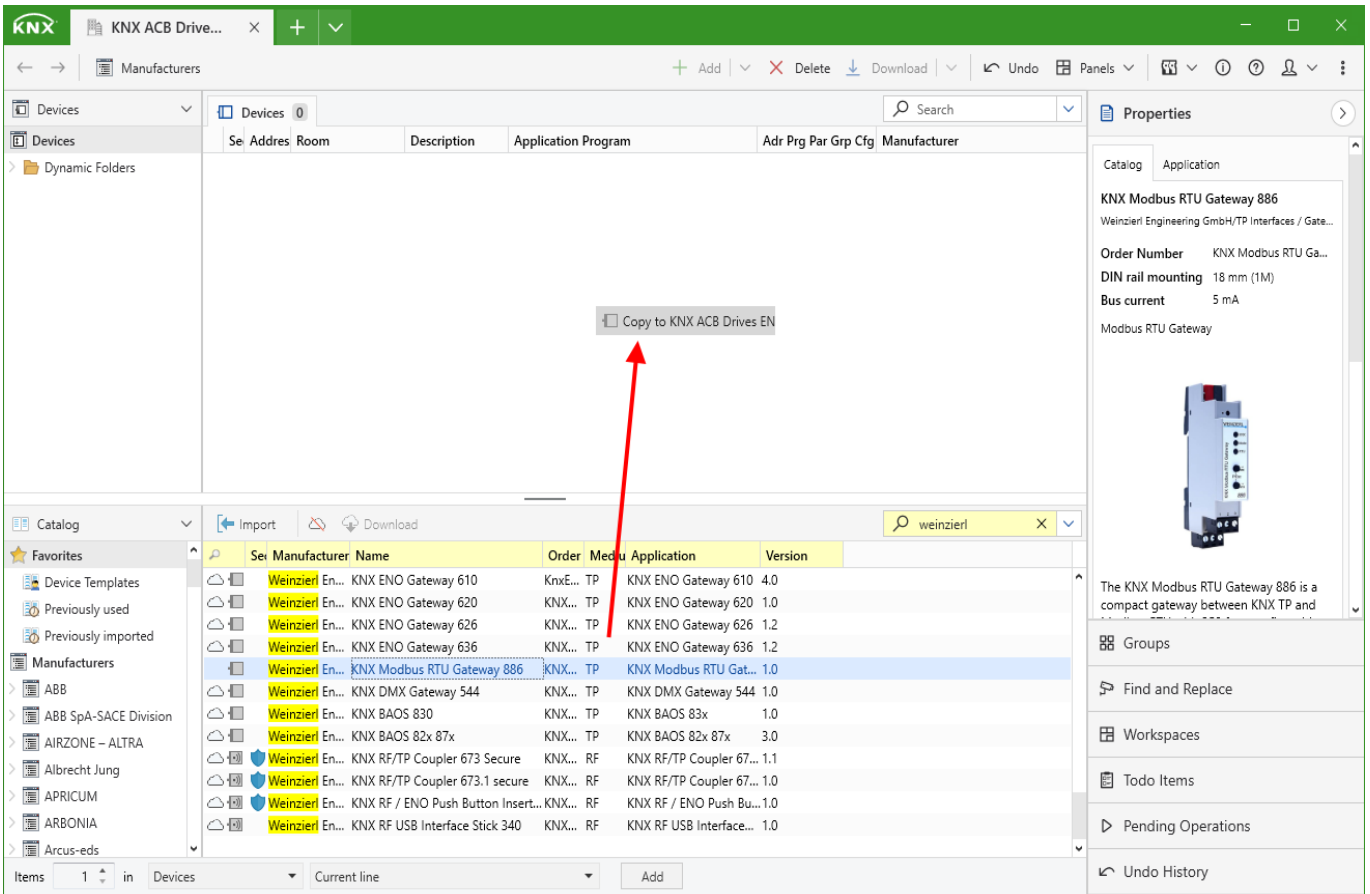 KNX KNX ACB Drive...
Manufacturers Add Delete Download Undo Panels
Devices
Devices
Dynamic Folders
Devices 0 Search
Se Addres Room Description Application Program Adr Prg Par Grp Cfg Manufacturer
Copy to KNX ACB Drives EN
Properties
Catalog Application
KNX Modbus RTU Gateway 886
Weinzierl Engineering GmbH/TP Interfaces / Gate...
Order Number KNX Modbus RTU Ga...
DIN rail mounting 18 mm (1M)
Bus current 5 mA
Modbus RTU Gateway
The KNX Modbus RTU Gateway 886 is a
compact gateway between KNX TP and
Catalog
Favorites
Device Templates
Previously used
Previously imported
Manufacturers
ABB
ABB SpA-SACE Division
AIRZONE – ALTRA
Albrecht Jung
APRICUM
ARBONIA
Arcus-eds
Import Download weinzierl
Sec Manufacturer Name Order Mediu Application Version
Weinzierl En... KNX ENO Gateway 610 KnxE... TP KNX ENO Gateway 610 4.0
Weinzierl En... KNX ENO Gateway 620 KNX... TP KNX ENO Gateway 620 1.0
Weinzierl En... KNX ENO Gateway 626 KNX... TP KNX ENO Gateway 626 1.2
Weinzierl En... KNX ENO Gateway 636 KNX... TP KNX ENO Gateway 636 1.2
Weinzierl En... KNX Modbus RTU Gateway 886 KNX... TP KNX Modbus RTU Gat... 1.0
Weinzierl En... KNX DMX Gateway 544 KNX... TP KNX DMX Gateway 544 1.0
Weinzierl En... KNX BAOS 830 KNX... TP KNX BAOS 83x 1.0
Weinzierl En... KNX BAOS 82x 87x KNX... TP KNX BAOS 82x 87x 3.0
Weinzierl En... KNX RF/TP Coupler 673 Secure KNX... RF KNX RF/TP Coupler 67... 1.1
Weinzierl En... KNX RF/TP Coupler 673.1 secure KNX... RF KNX RF/TP Coupler 67... 1.0
Weinzierl En... KNX RF / ENO Push Button Insert... KNX... RF KNX RF / ENO Push Bu... 1.0
Weinzierl En... KNX RF USB Interface Stick 340 KNX... RF KNX RF USB Interface... 1.0
Groups
Find and Replace
Workspaces
Todo Items
Pending Operations
Undo History
Items 1 in Devices Current line Add